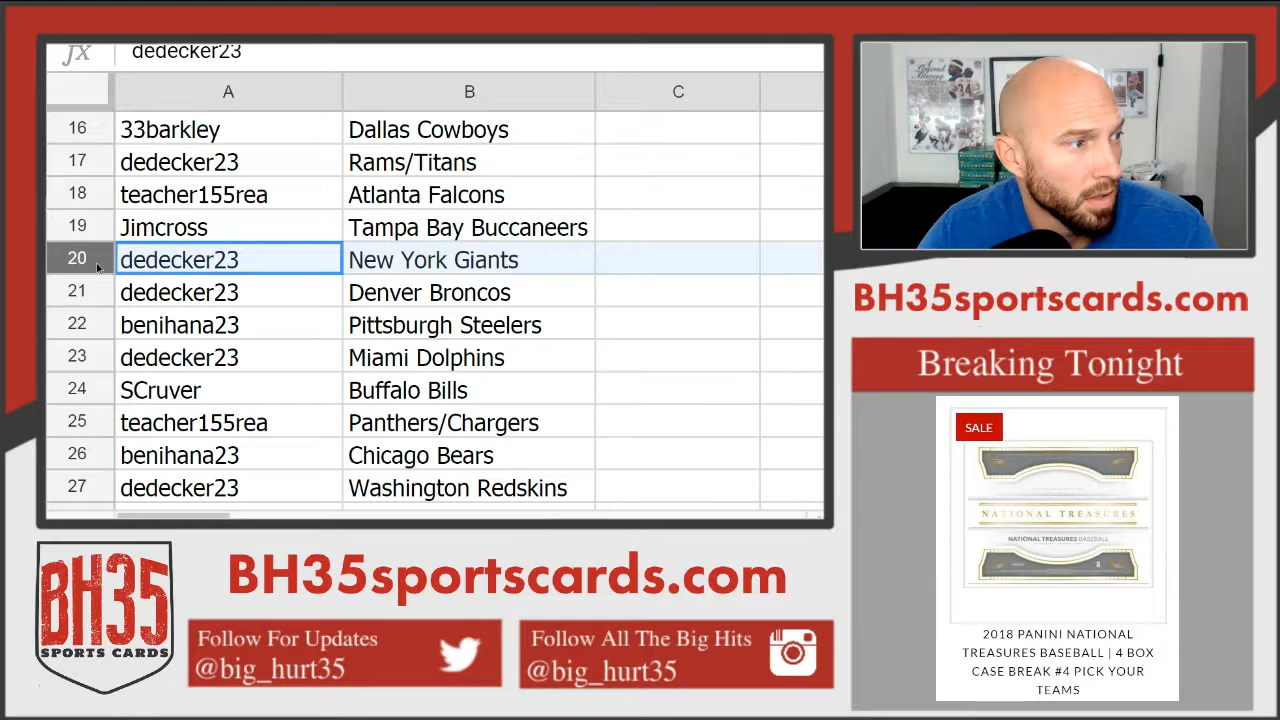 fx dedecker23
A B C
16 33barkley Dallas Cowboys
17 dedecker23 Rams/Titans
18 teacher155rea Atlanta Falcons
19 Jimcross Tampa Bay Buccaneers
20 dedecker23 New York Giants
21 dedecker23 Denver Broncos
22 benihana23 Pittsburgh Steelers
23 dedecker23 Miami Dolphins
24 SCruver Buffalo Bills
25 teacher155rea Panthers/Chargers
26 benihana23 Chicago Bears
27 dedecker23 Washington Redskins
34
BH35sportscards.com
Breaking Tonight
SALE
NATIONAL TREASURES
NATIONAL TREASURES BASEBALL
8
2018 PANINI NATIONAL
TREASURES BASEBALL | 4 BOX
CASE BREAK #4 PICK YOUR
TEAMS
BH35
SPORTS CARDS
BH35sportscards.com
Follow For Updates
@big_hurt35
Follow All The Big Hits
@big_hurt35